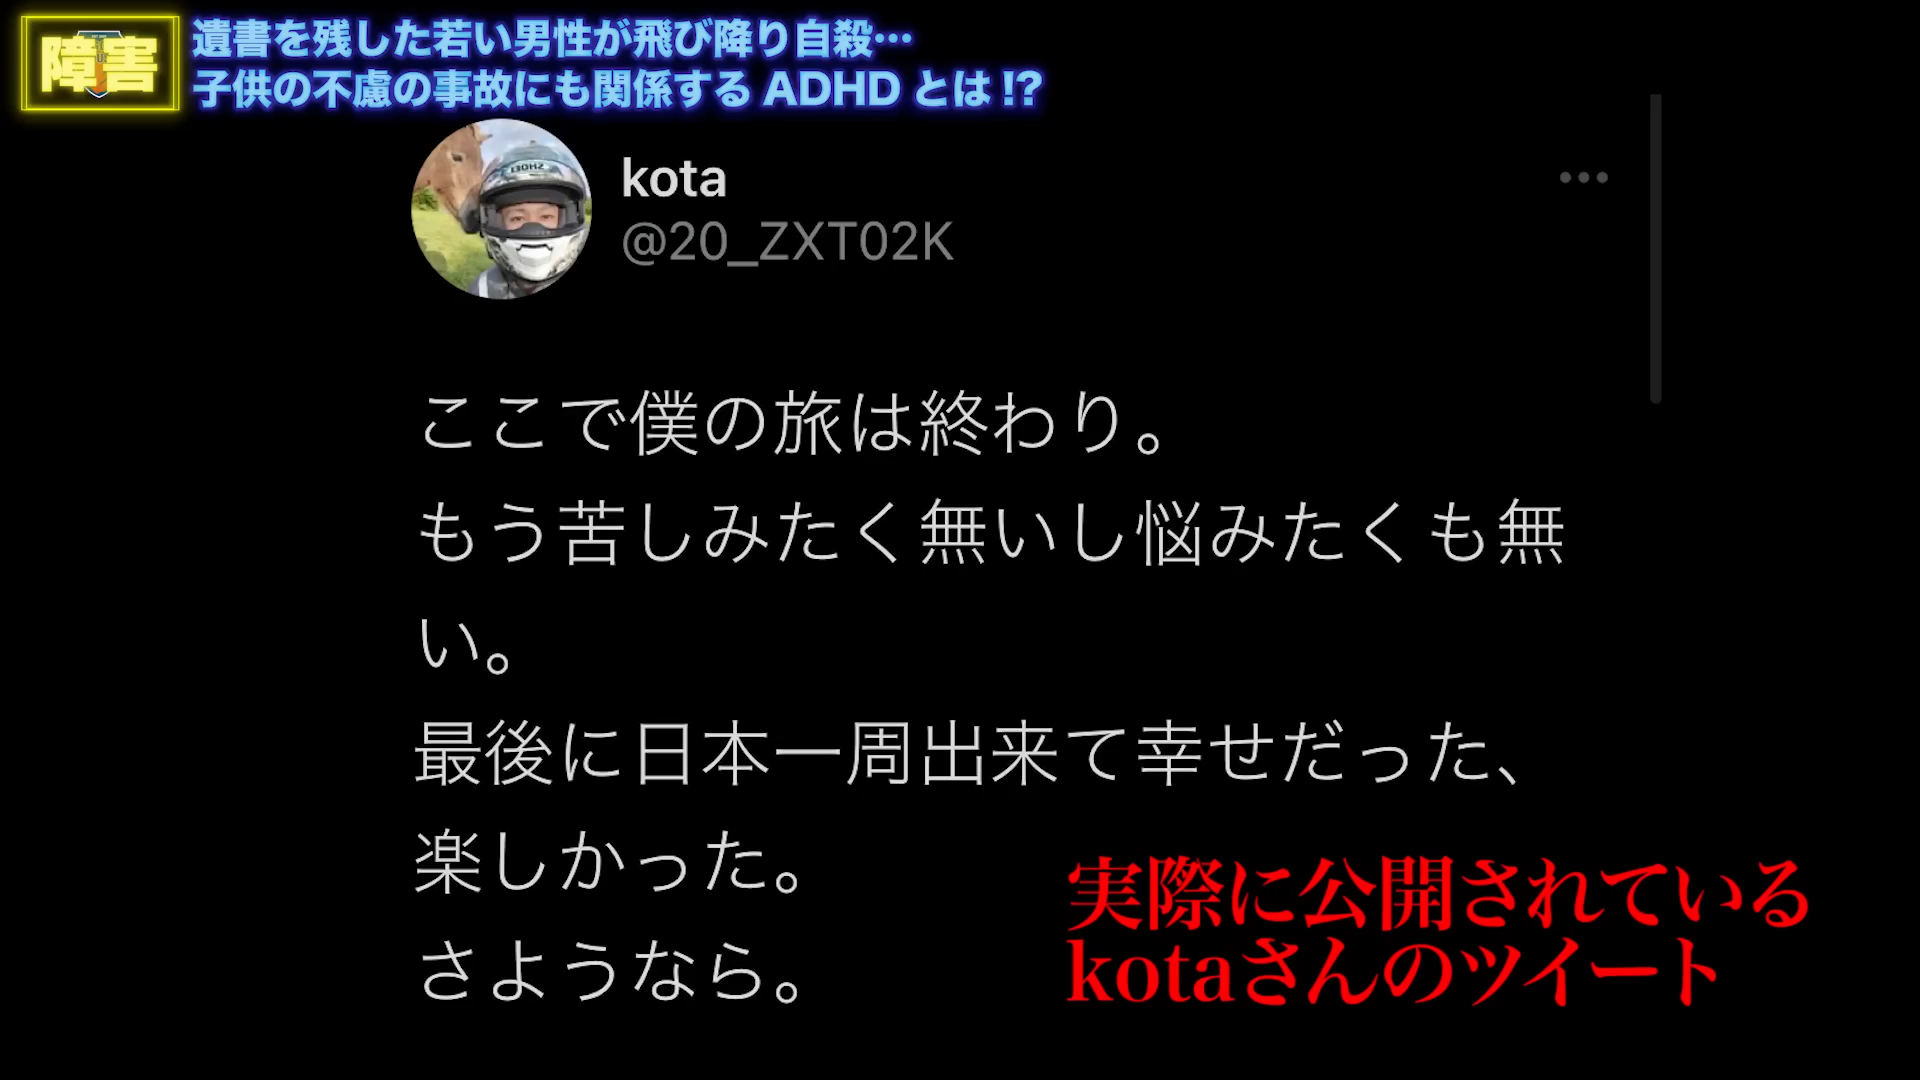 障害
遺書を残した若い男性が飛び降り自殺…
子供の不慮の事故にも関係する ADHD とは !?
kota
@20_ZXT02K
ここで僕の旅は終わり。
もう苦しみたく無いし悩みたくも無
い。
最後に日本一周出来て幸せだった、
楽しかった。
さようなら。
実際に公開されている
kotaさんのツイート